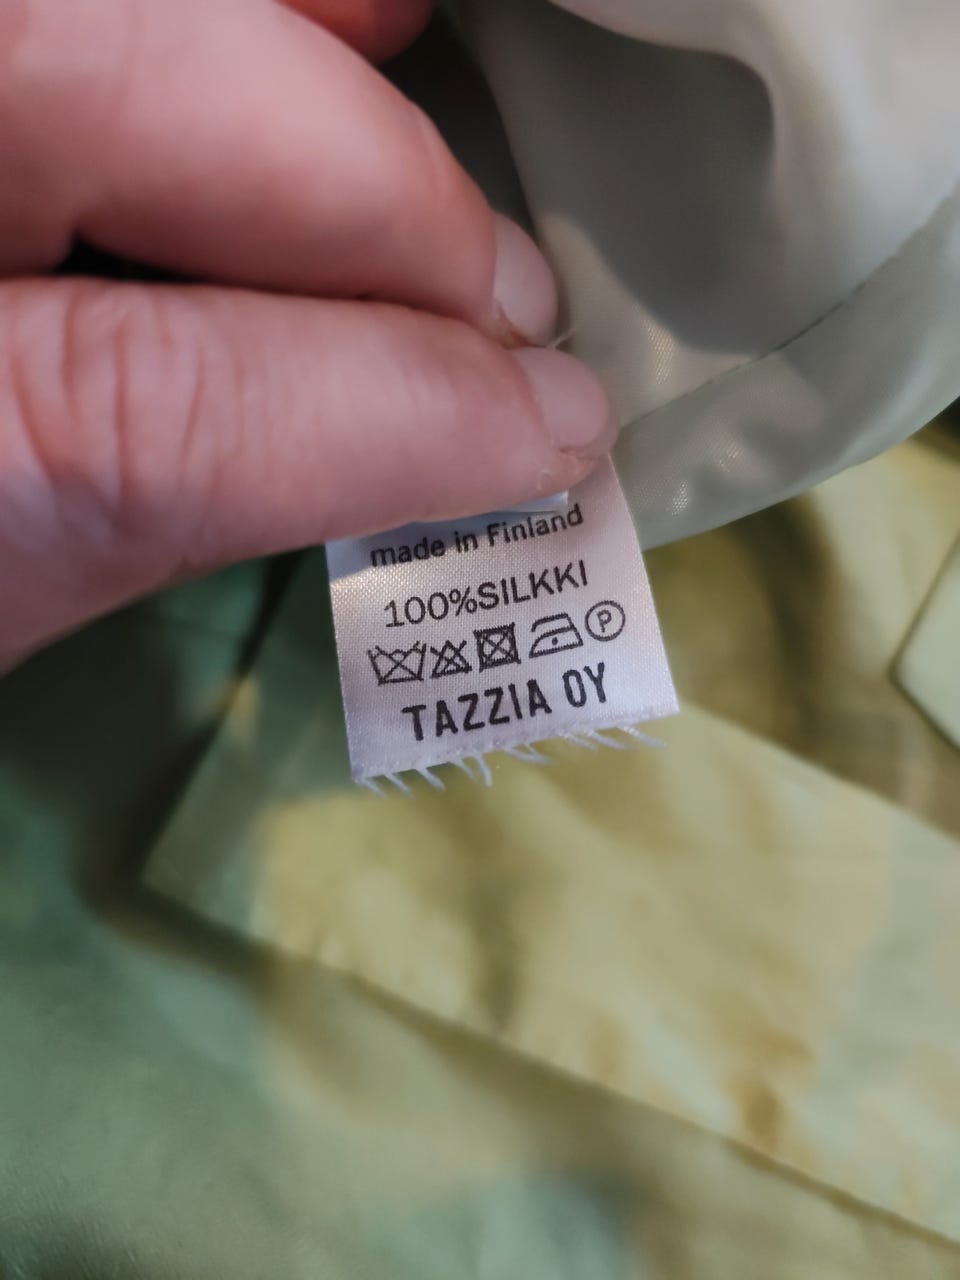 made in Finland
100%SILKKI
P
TAZZIA OY